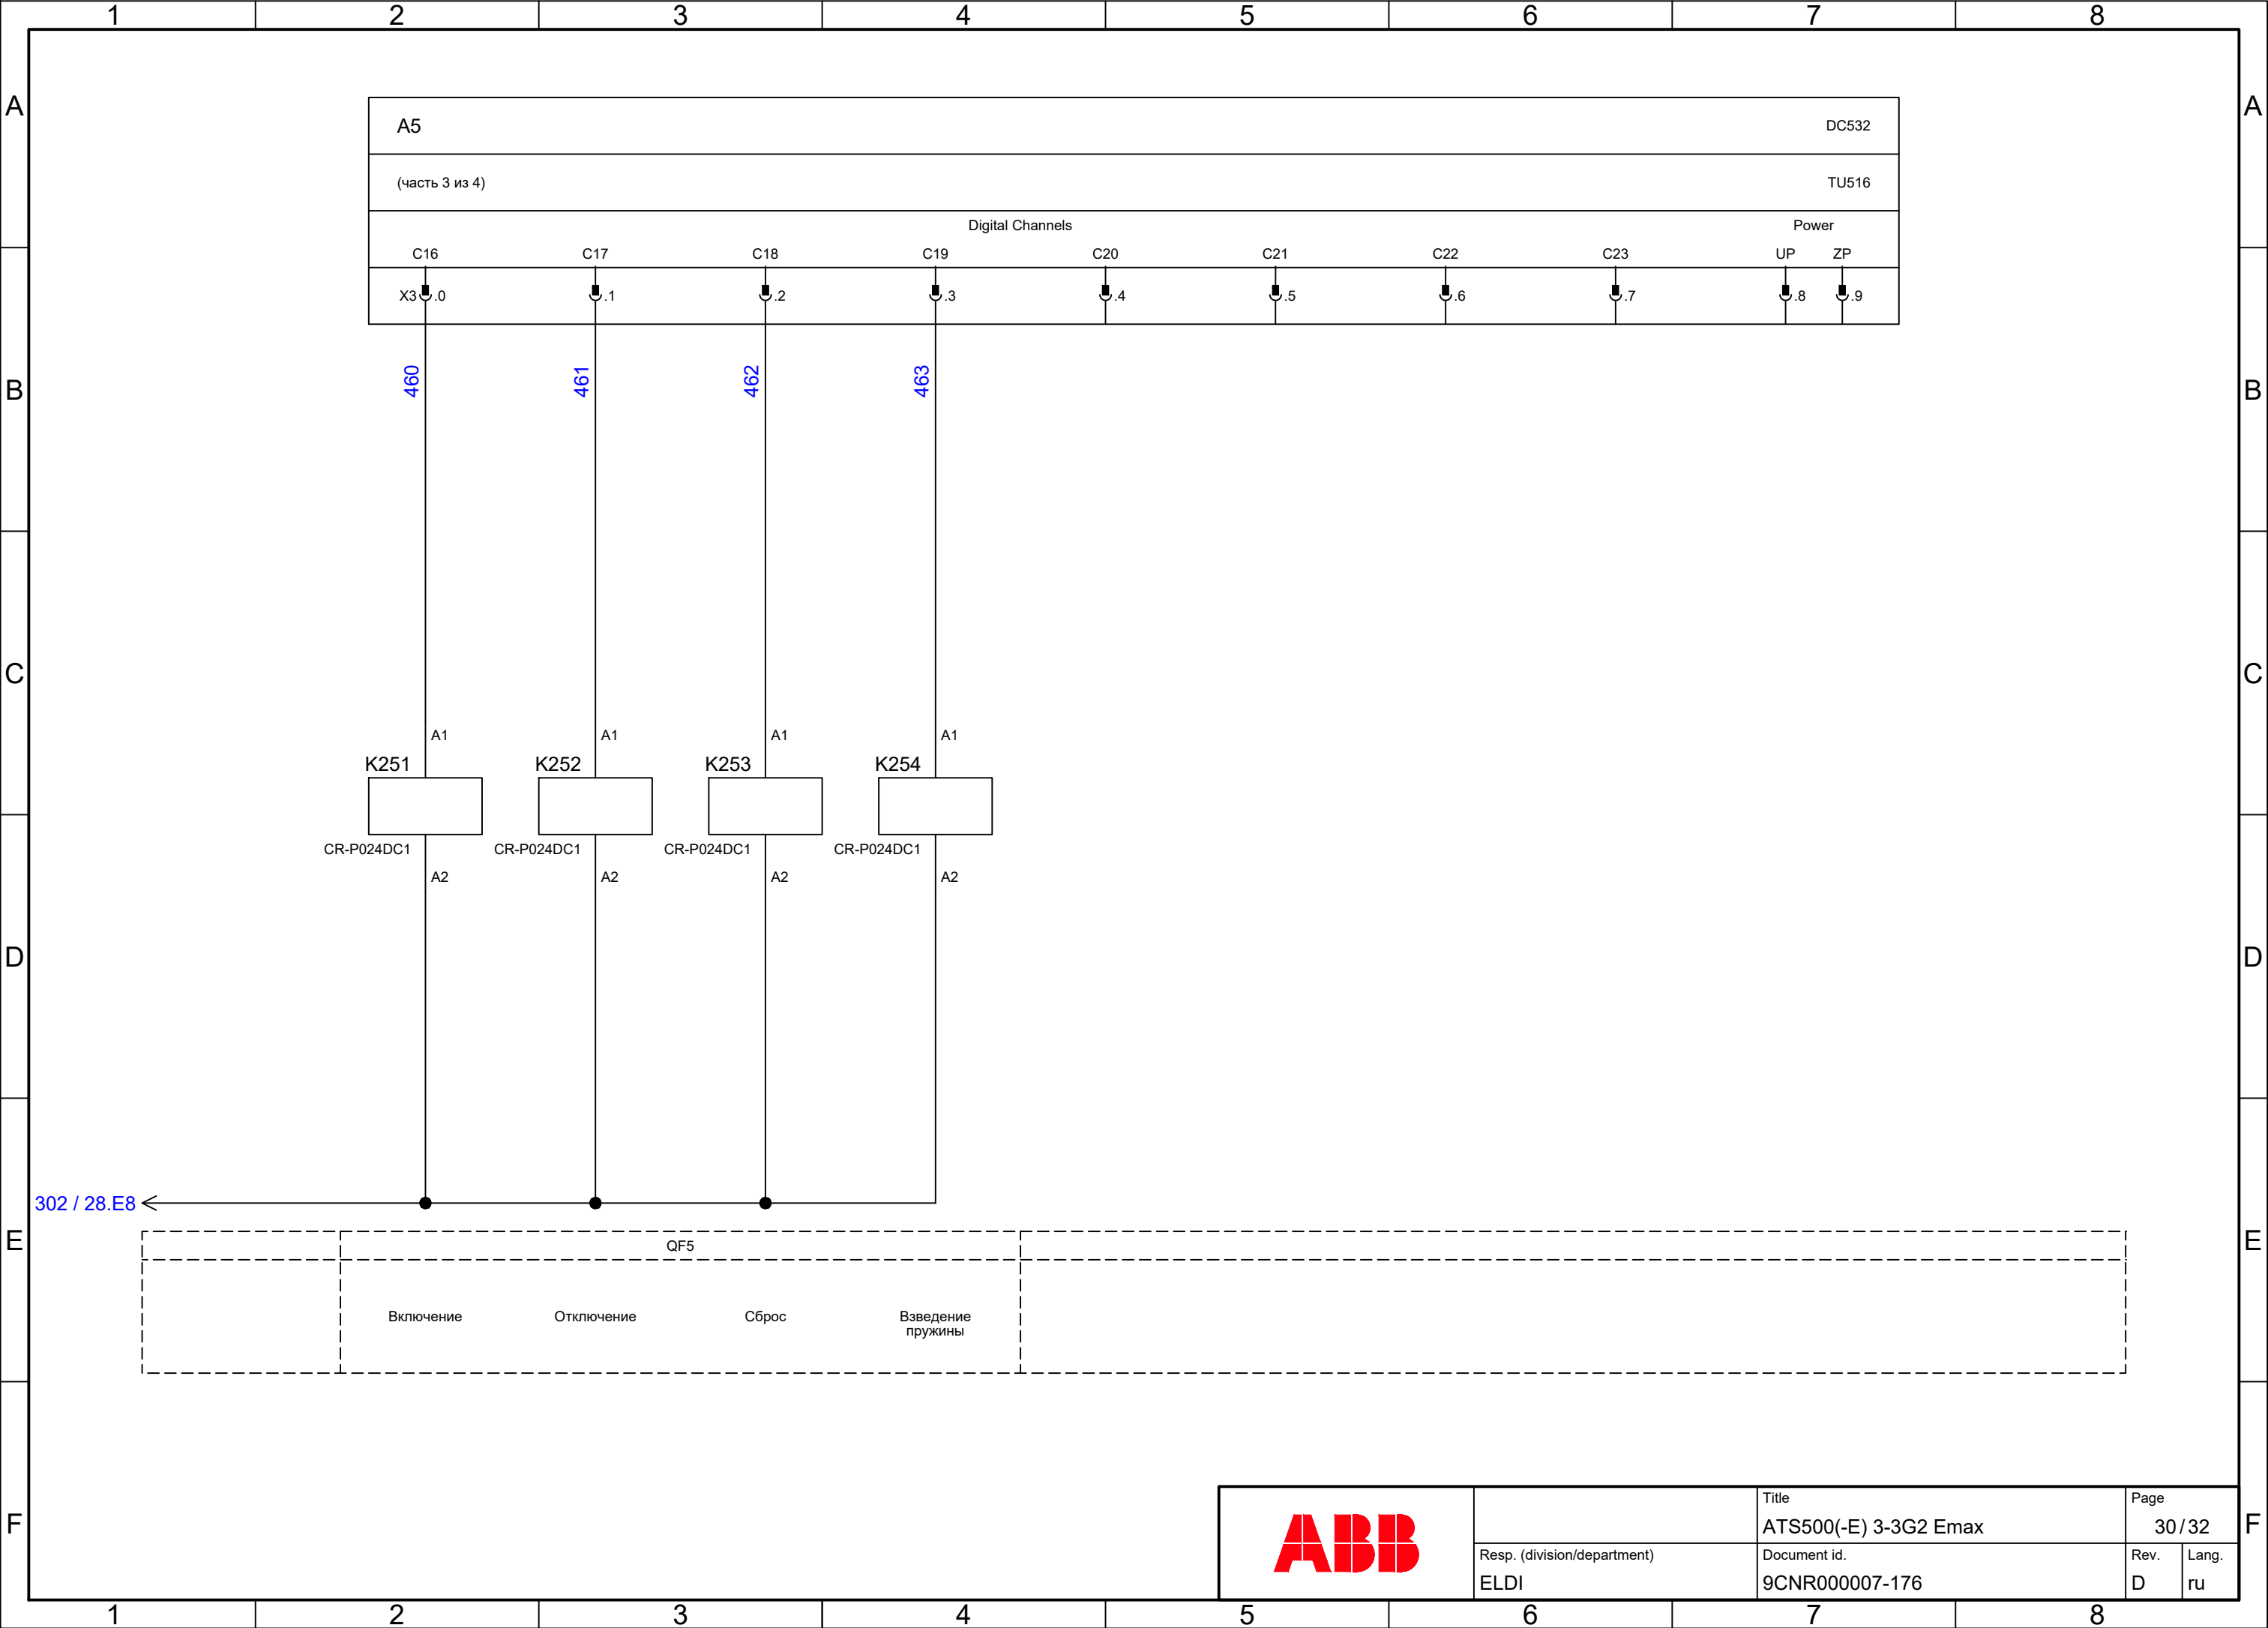 1 2 3 4 5 6 7 8
A A
A5 DC532
(часть 3 из 4) TU516
Digital Channels Power
C16 C17 C18 C19 C20 C21 C22 C23 UP ZP
X3 .0 .1 .2 .3 .4 .5 .6 .7 .8 .9
460 461 462 463
B B
C C
A1 A1 A1 A1
K251 K252 K253 K254
CR-P024DC1 CR-P024DC1 CR-P024DC1 CR-P024DC1
A2 A2 A2 A2
D D
302 / 28.E8
E E
QF5
Включение Отключение Сброс Взведение
пружины
F F
ABB
Title
ATS500(-E) 3-3G2 Emax
Page
30/32
Resp. (division/department)
ELDI
Document id.
9CNR000007-176
Rev.
D
Lang.
ru
1 2 3 4 5 6 7 8